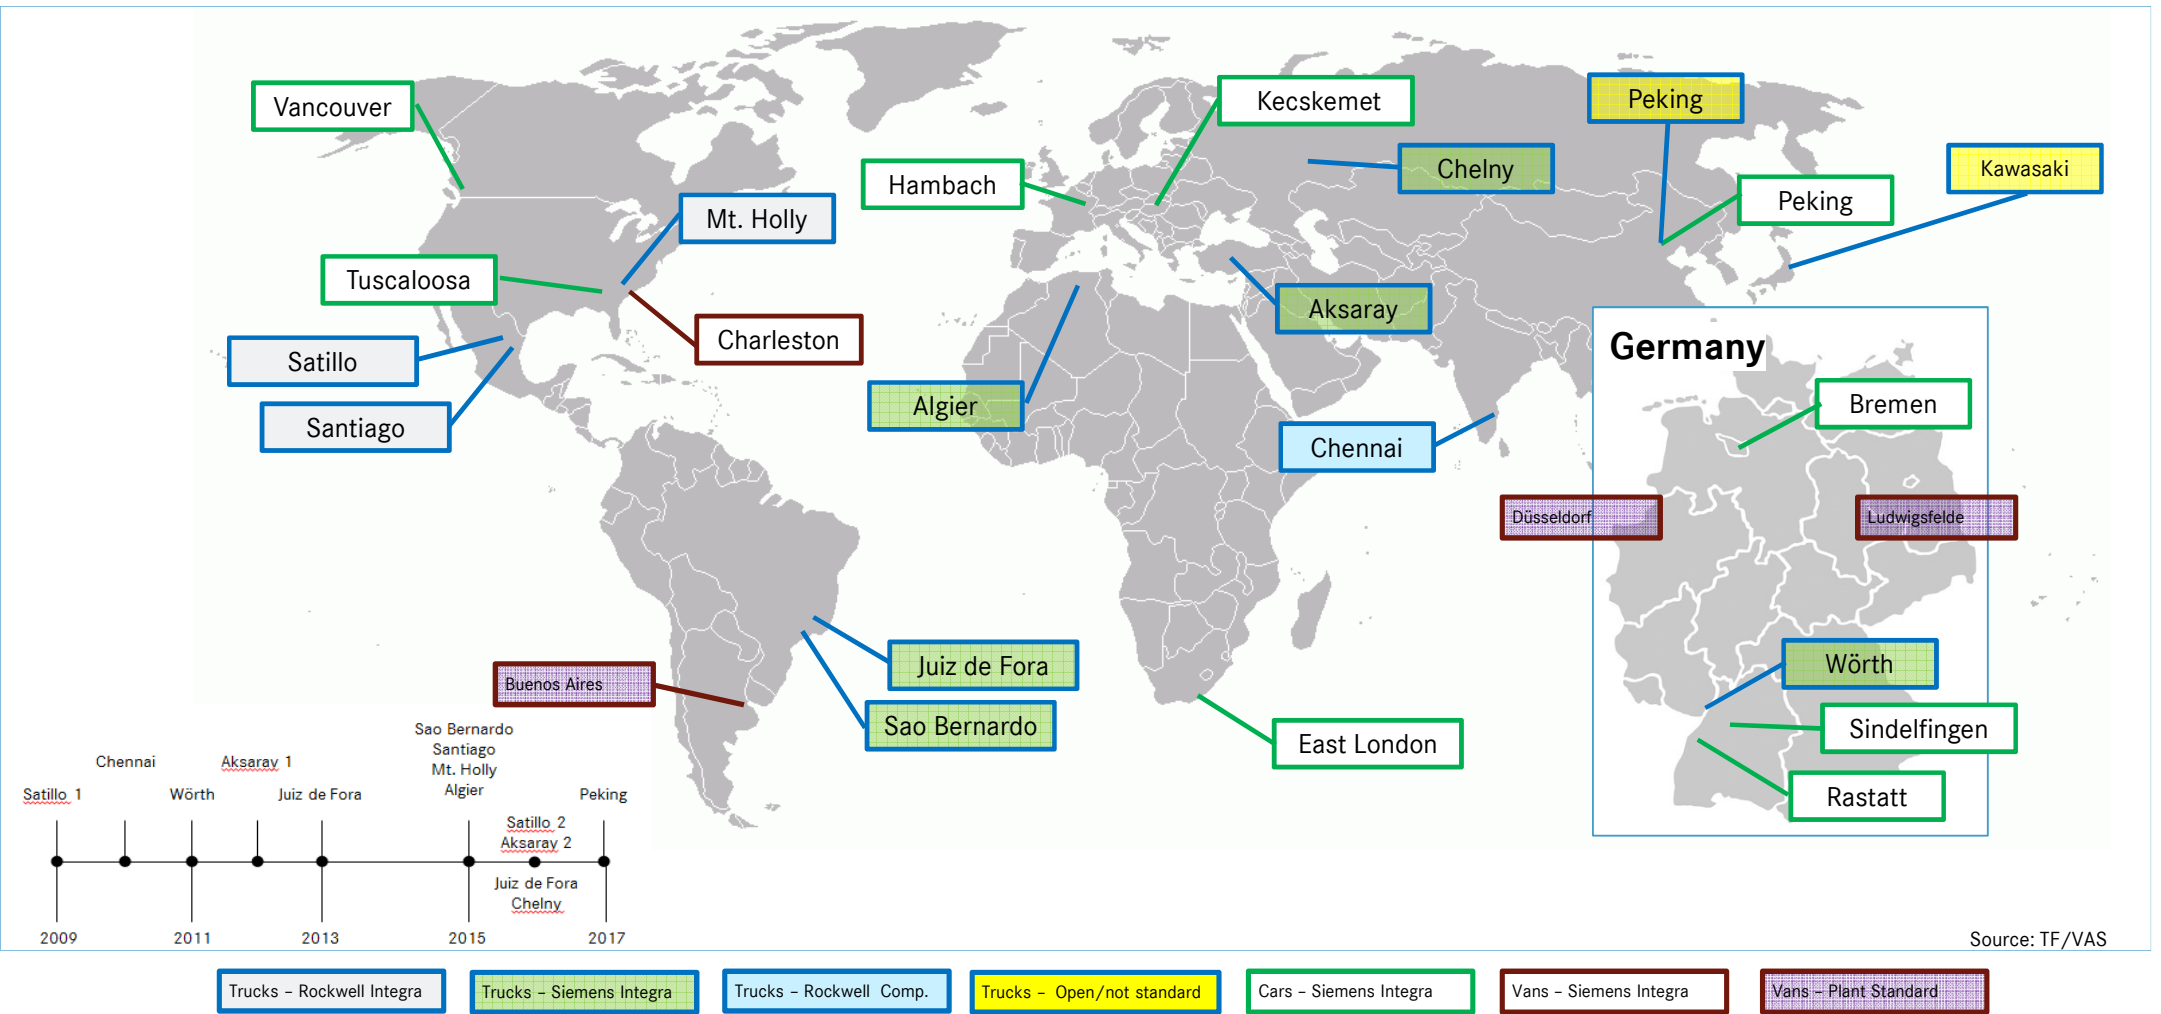 Vancouver
Kecskemet
Peking
Chelny
Kawasaki
Hambach
Peking
Mt. Holly
Tuscaloosa
Aksaray
Charleston
Satillo
Germany
Algier
Bremen
Santiago
Chennai
Düsseldorf
Ludwigsfelde
Juiz de Fora
Wörth
Buenos Aires
Sao Bernardo
East London
Sindelfingen
Rastatt
Sao Bernardo
Santiago
Mt. Holly
Algier
Chennai
Aksaray 1
Satillo 1
Wörth
Juiz de Fora
Peking
Satillo 2
Aksaray 2
Juiz de Fora
Chelny
2009
2011
2013
2015
2017
Source: TF/VAS
Trucks – Rockwell Integra
Trucks – Siemens Integra
Trucks – Rockwell Comp.
Trucks – Open/not standard
Cars – Siemens Integra
Vans – Siemens Integra
Vans – Plant Standard